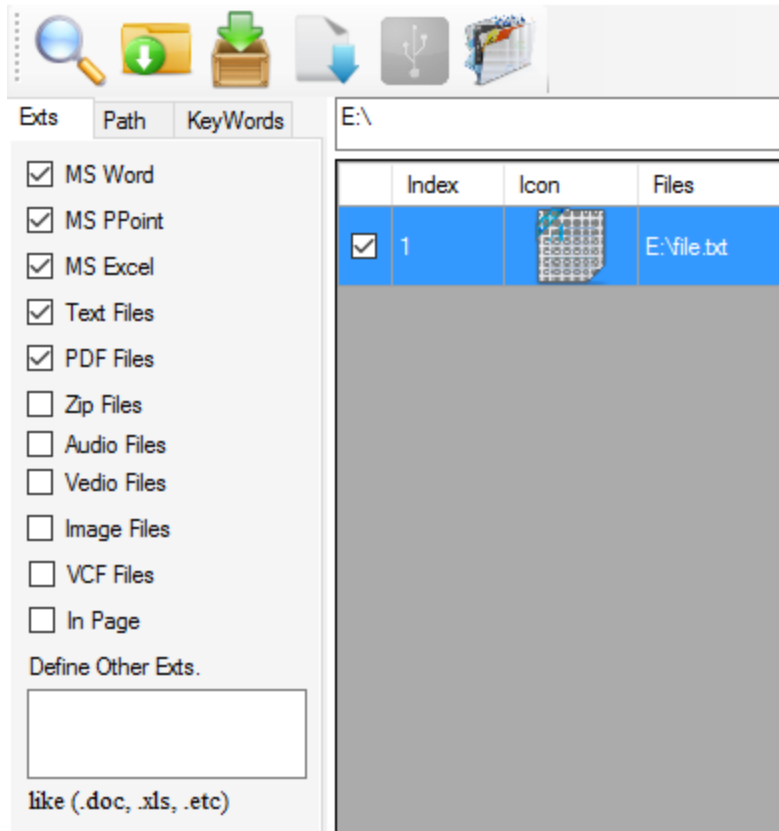 Exts Path KeyWords
E:\
MS Word
MS PPoint
MS Excel
Text Files
PDF Files
Zip Files
Audio Files
Vedio Files
Image Files
VCF Files
In Page
Define Other Exts.
like (.doc, .xls, .etc)
Index Icon Files
1 E:\file.txt